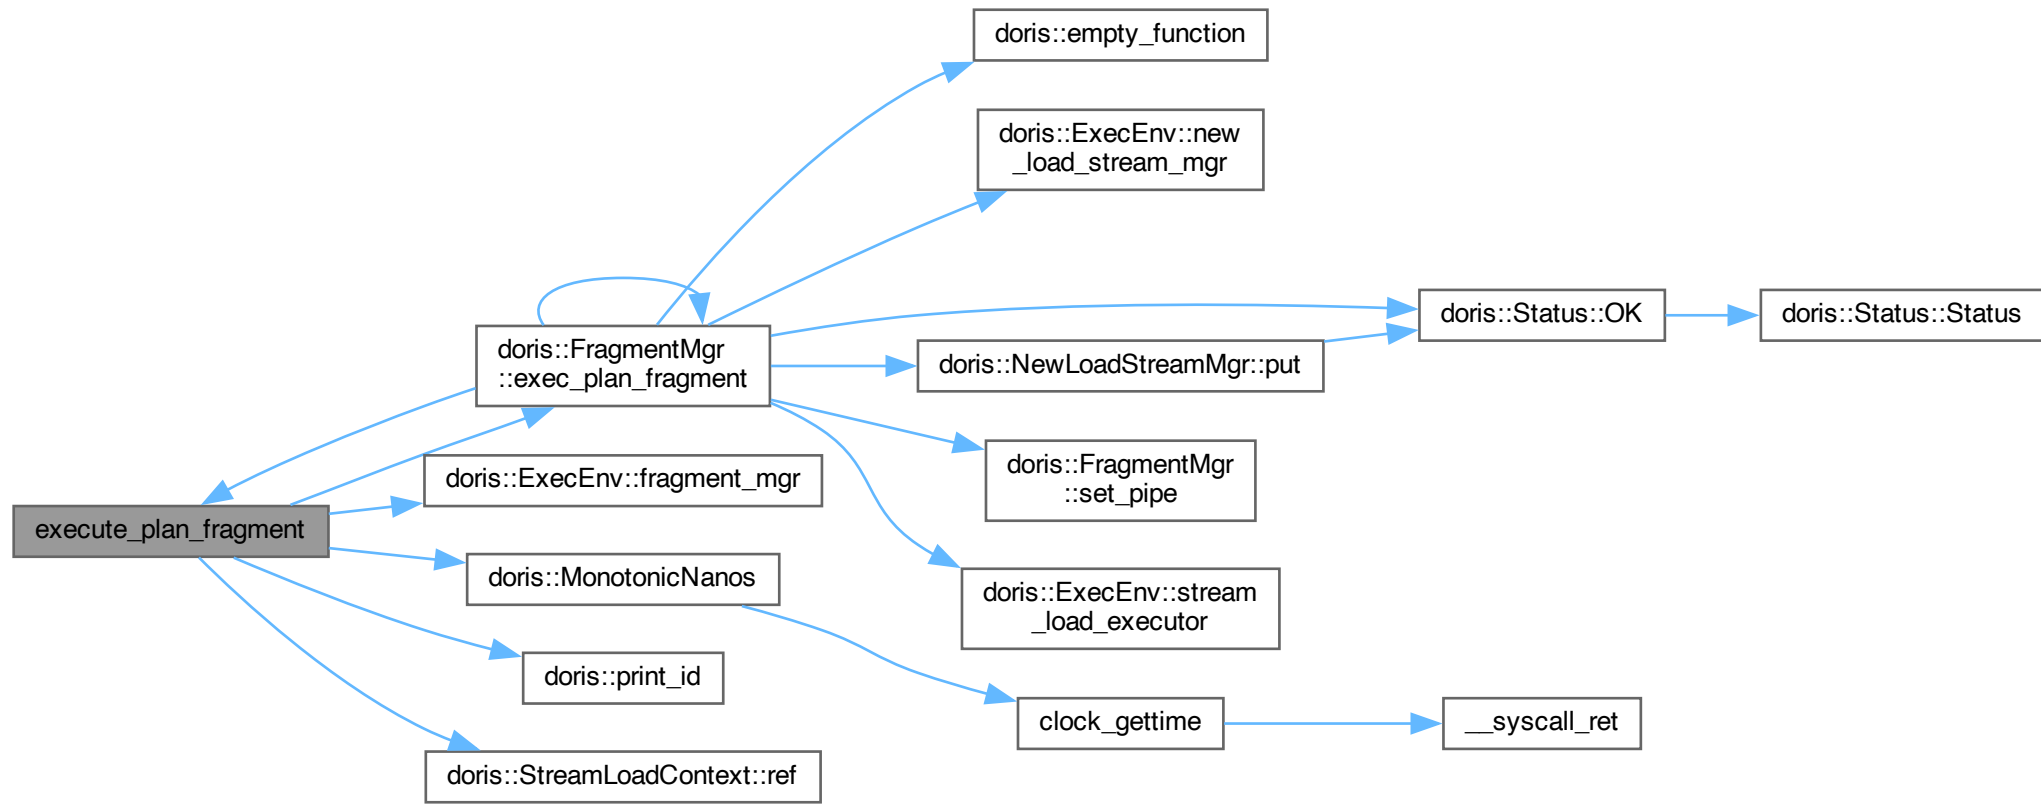 doris::empty_function
doris::ExecEnv::new
_load_stream_mgr
doris::Status::OK
doris::Status::Status
doris::FragmentMgr
::exec_plan_fragment
doris::NewLoadStreamMgr::put
doris::ExecEnv::fragment_mgr
doris::FragmentMgr
::set_pipe
execute_plan_fragment
doris::MonotonicNanos
doris::ExecEnv::stream
_load_executor
doris::print_id
clock_gettime
__syscall_ret
doris::StreamLoadContext::ref